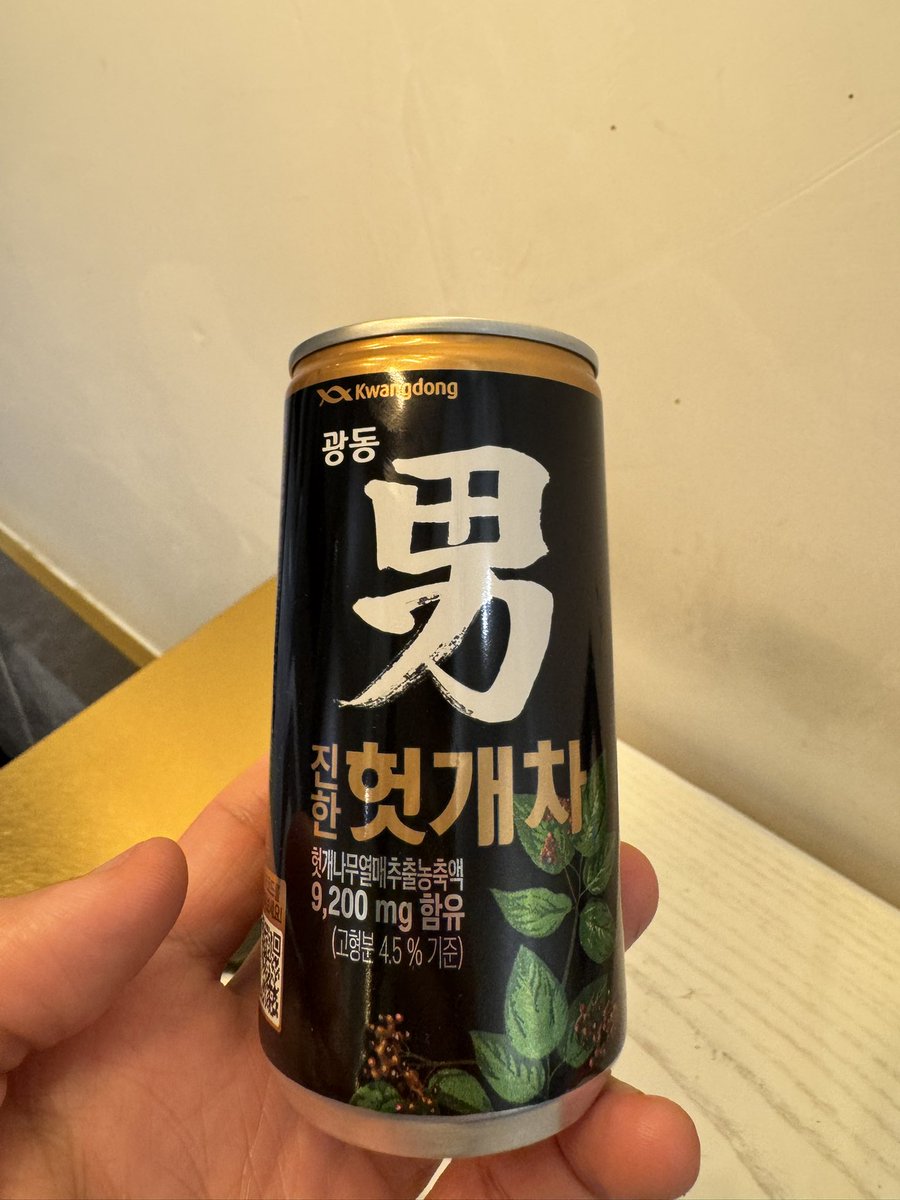 Kwangdong
광동
男
진한 헛개차
헛개나무열매추출농축액
9,200 mg 함유
(고형분 4.5 % 기준)